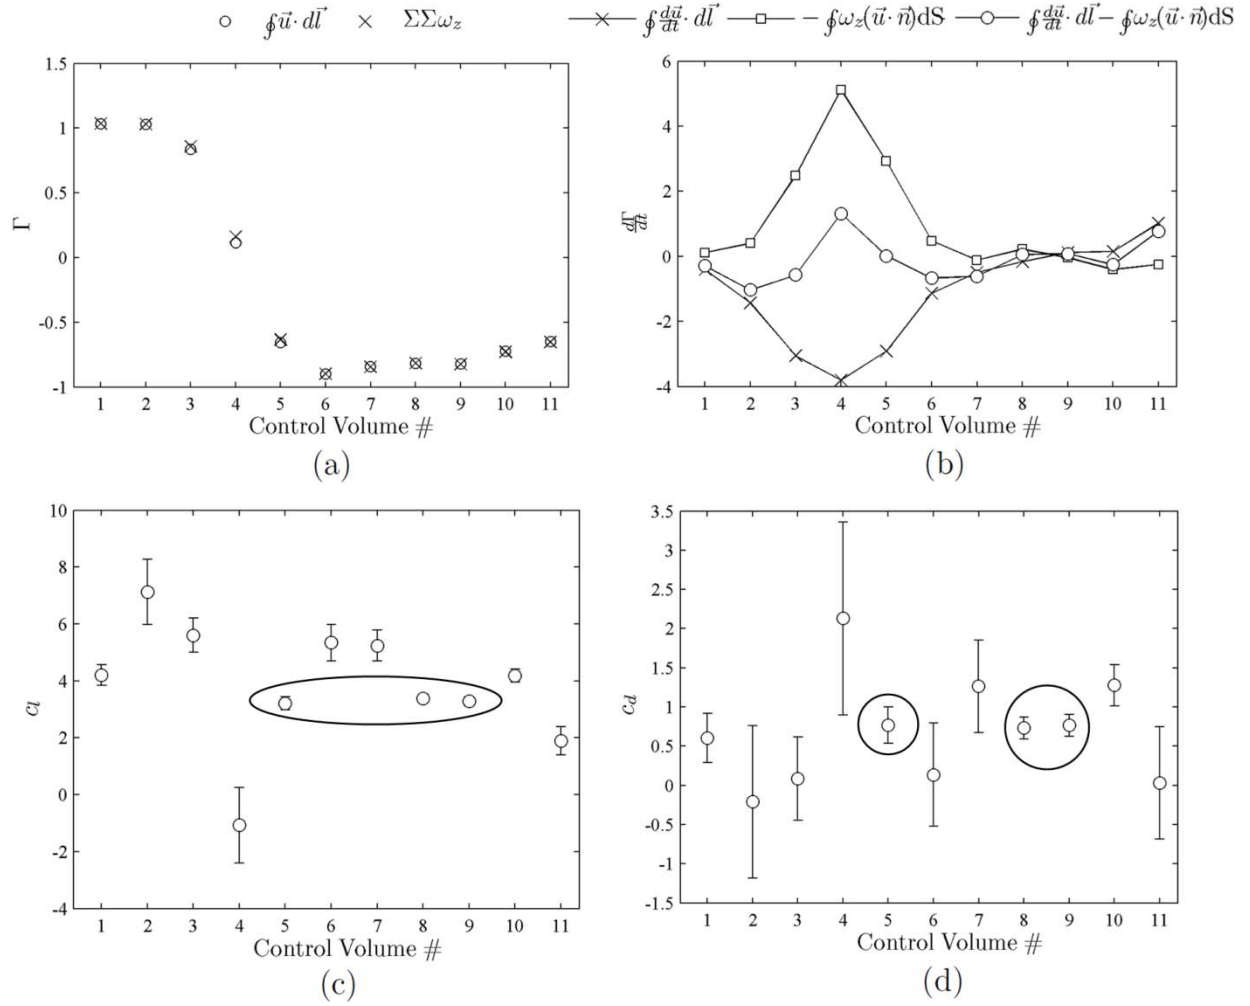 ∮u⃗·dl⃗ ΣΣω_z ∮du⃗/dt·dl⃗ −∮ω_z(u⃗·n⃗)dS ∮du⃗/dt·dl⃗−∮ω_z(u⃗·n⃗)dS
1.5
1
0.5
0
-0.5
-1
Γ
1 2 3 4 5 6 7 8 9 10 11
Control Volume #
(a)
6
4
2
0
-2
-4
dΓ/dt
1 2 3 4 5 6 7 8 9 10 11
Control Volume #
(b)
10
8
6
4
2
0
-2
-4
c_l
1 2 3 4 5 6 7 8 9 10 11
Control Volume #
(c)
3.5
3
2.5
2
1.5
1
0.5
0
-0.5
-1
-1.5
c_d
1 2 3 4 5 6 7 8 9 10 11
Control Volume #
(d)